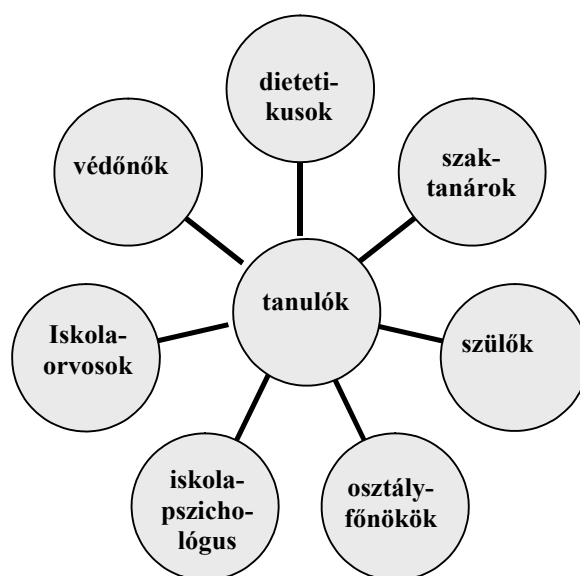 dieteti-
kusok
védőnők
szak-
tanárok
tanulók
Iskola-
orvosok
szülők
iskola-
pszicho-
lógus
osztály-
főnökök